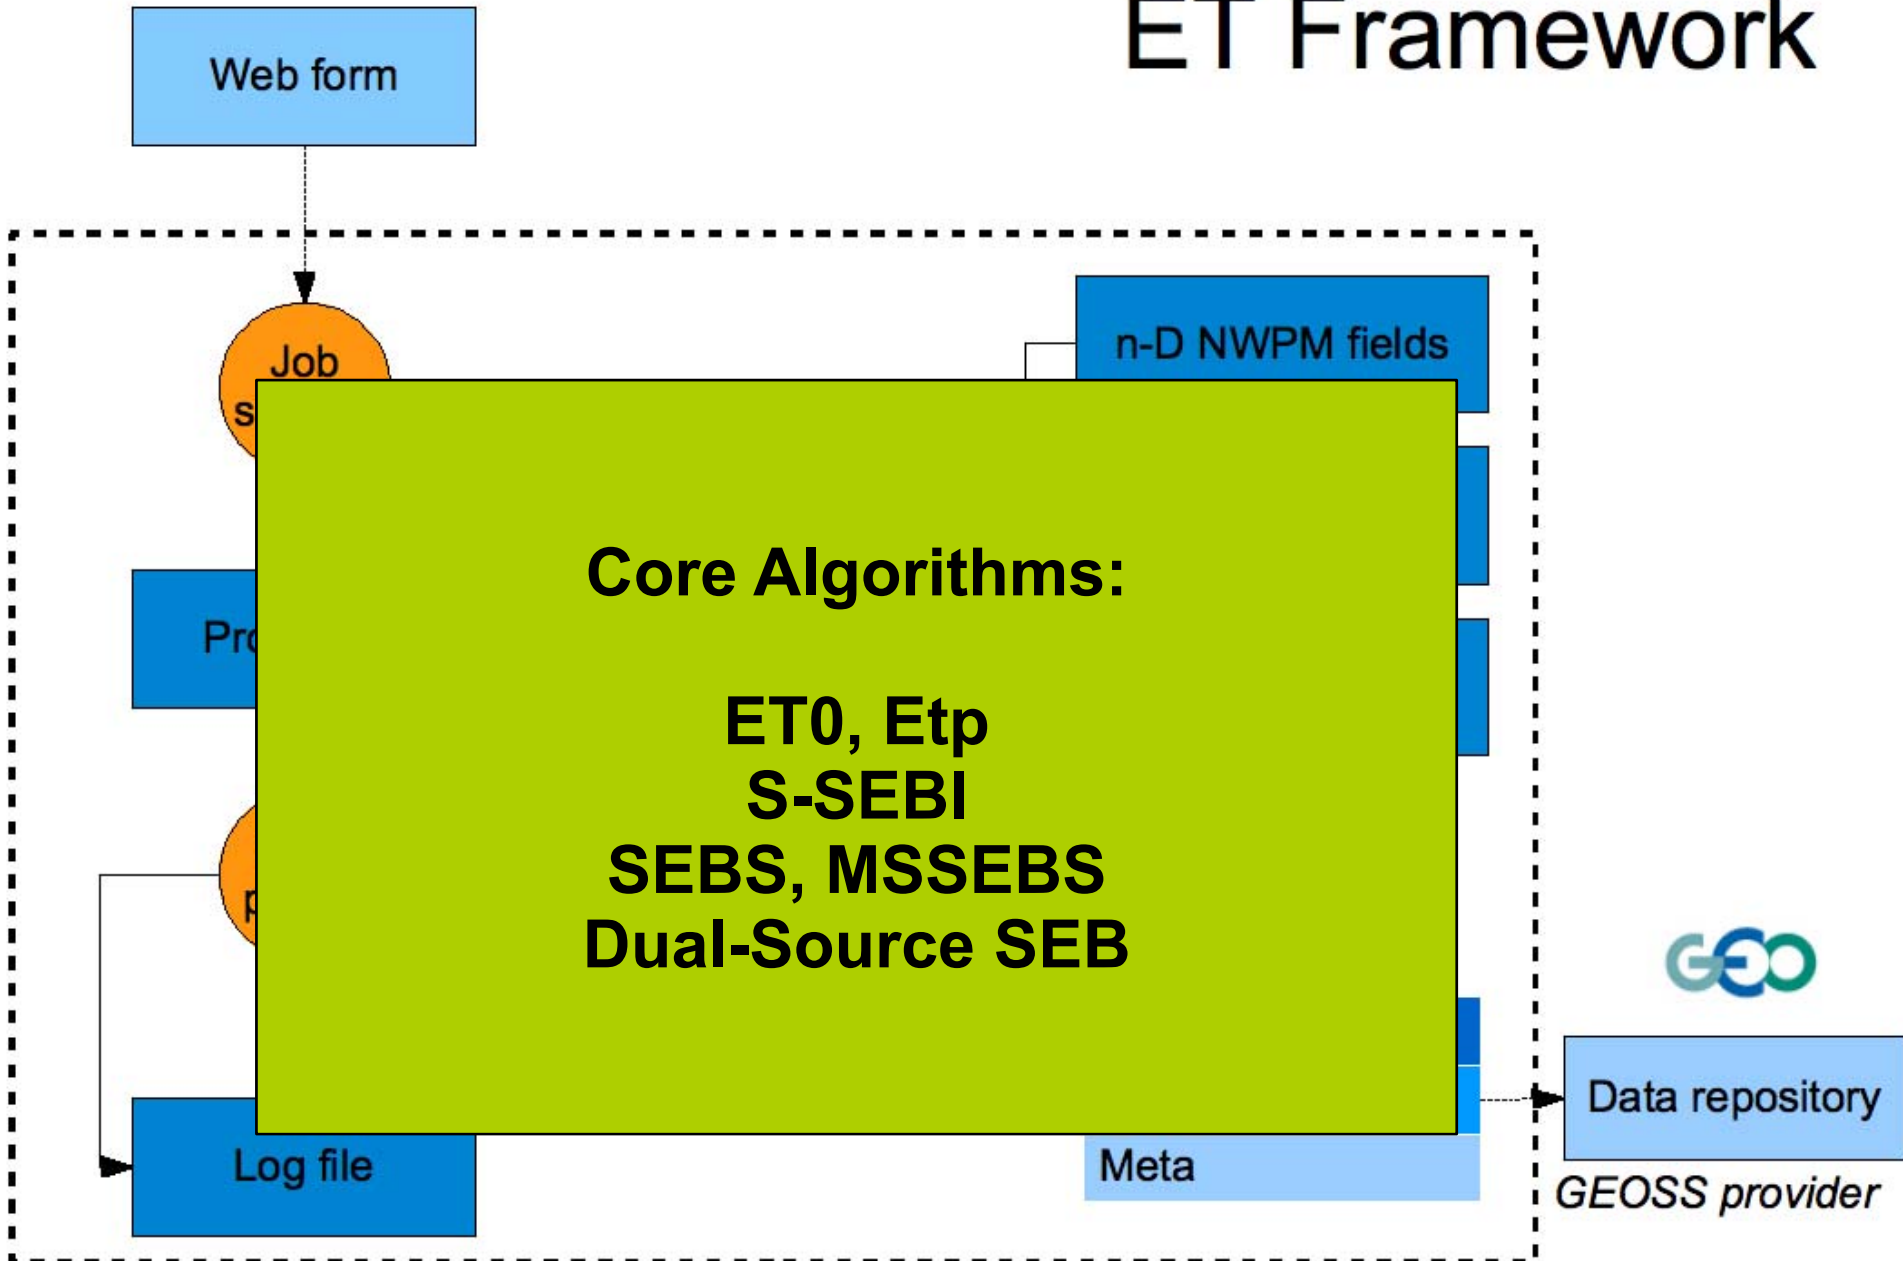 ET Framework
Web form
Job
n-D NWPM fields
Core Algorithms:
ET0, Etp
S-SEBI
SEBS, MSSEBS
Dual-Source SEB
GEO
Data repository
GEOSS provider
Log file
Meta